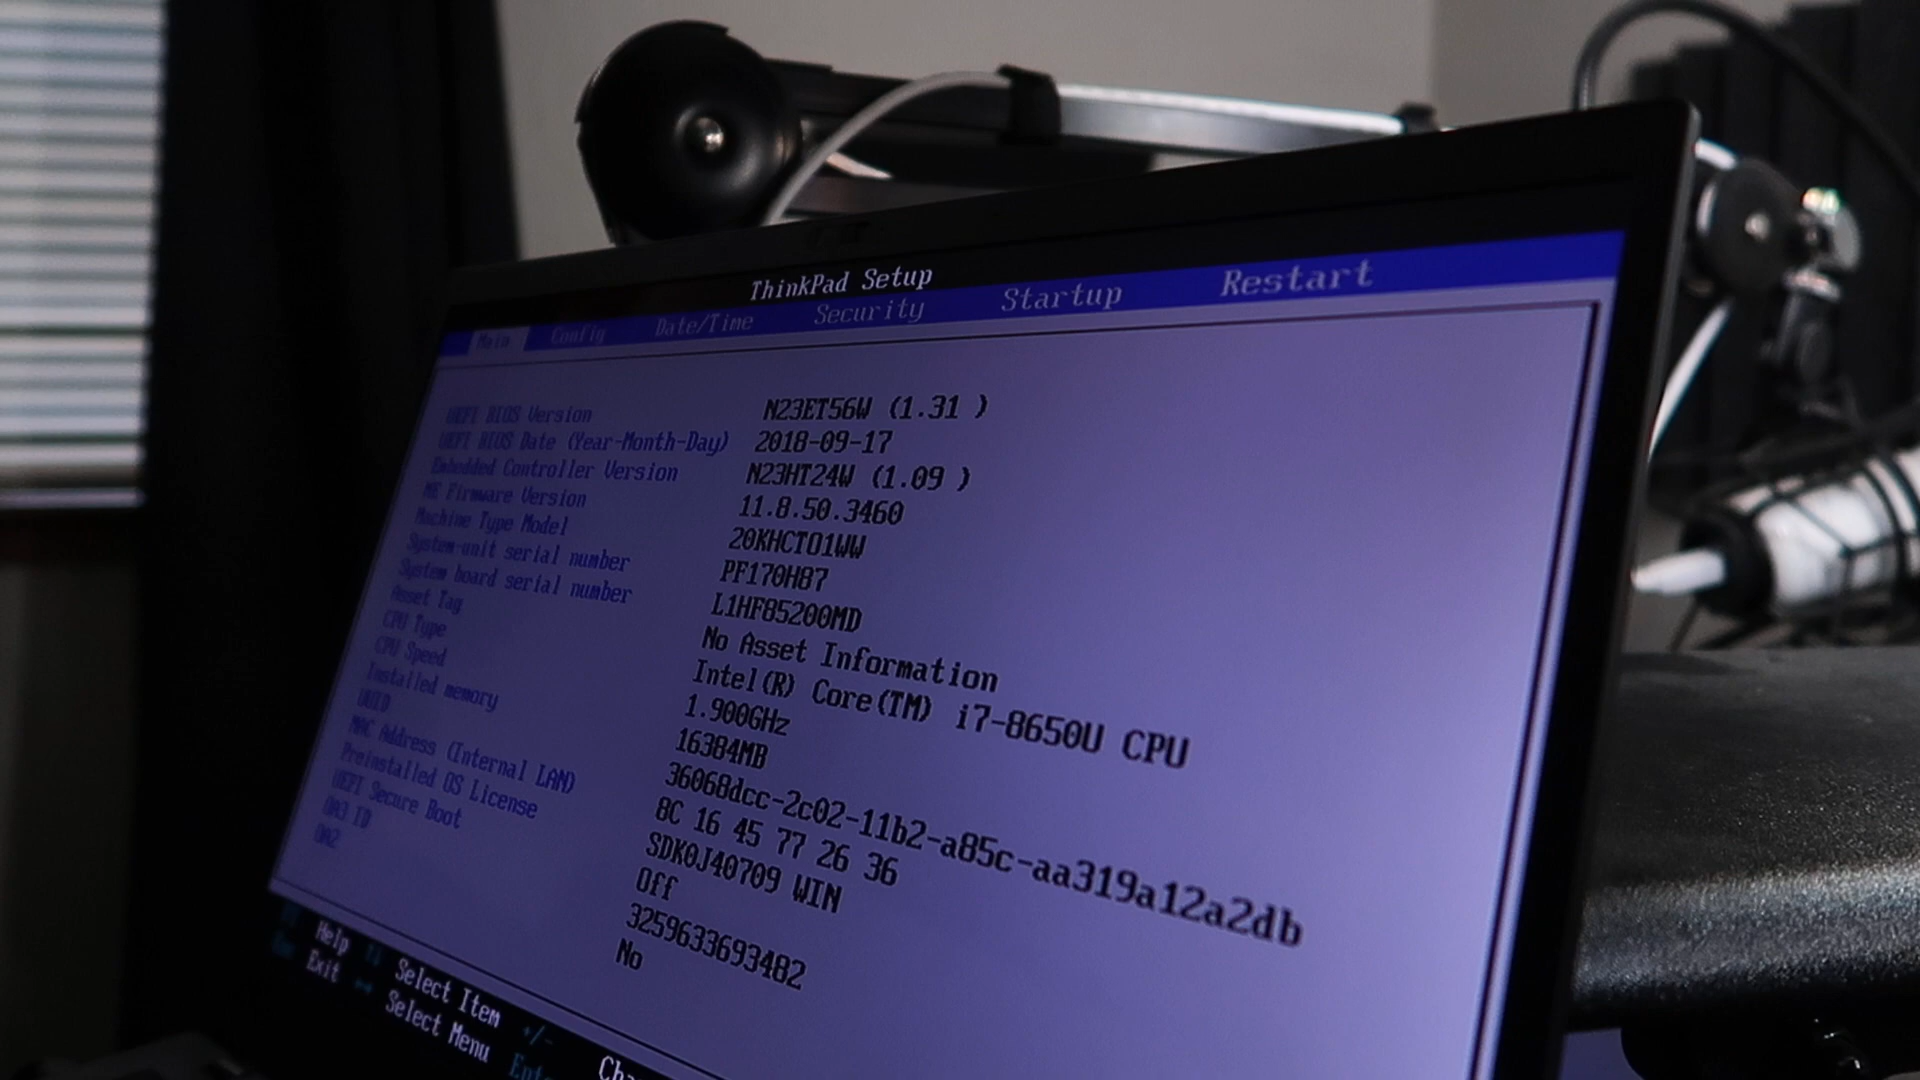 ThinkPad Setup
Main Config Date/Time Security Startup Restart
UEFI BIOS Version N23ET56W (1.31 )
UEFI BIOS Date (Year-Month-Day) 2018-09-17
Embedded Controller Version N23HT24W (1.09 )
ME Firmware Version 11.8.50.3460
Machine Type Model 20KHCTO1WW
System-unit serial number PF170H87
System board serial number L1HF85200MD
Asset Tag No Asset Information
CPU Type Intel(R) Core(TM) i7-8650U CPU
CPU Speed 1.900GHz
Installed memory 16384MB
UUID 36068dcc-2c02-11b2-a85c-aa319a12a2db
MAC Address (Internal LAN) 8C 16 45 77 26 36
Preinstalled OS License SDK0J40709 WIN
UEFI Secure Boot Off
OA3 ID 3259633693482
OA2 No
Help ↑↓ Select Item +/-
Esc Exit ↔ Select Menu